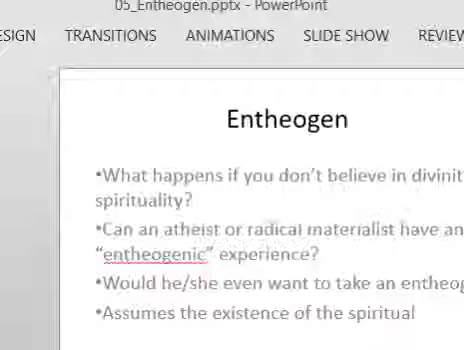 05_Entheogen.pptx - PowerPoint
ESIGN TRANSITIONS ANIMATIONS SLIDE SHOW REVIEW
Entheogen
•What happens if you don't believe in divinit
spirituality?
•Can an atheist or radical materialist have an
“entheogenic” experience?
•Would he/she even want to take an entheog
•Assumes the existence of the spiritual